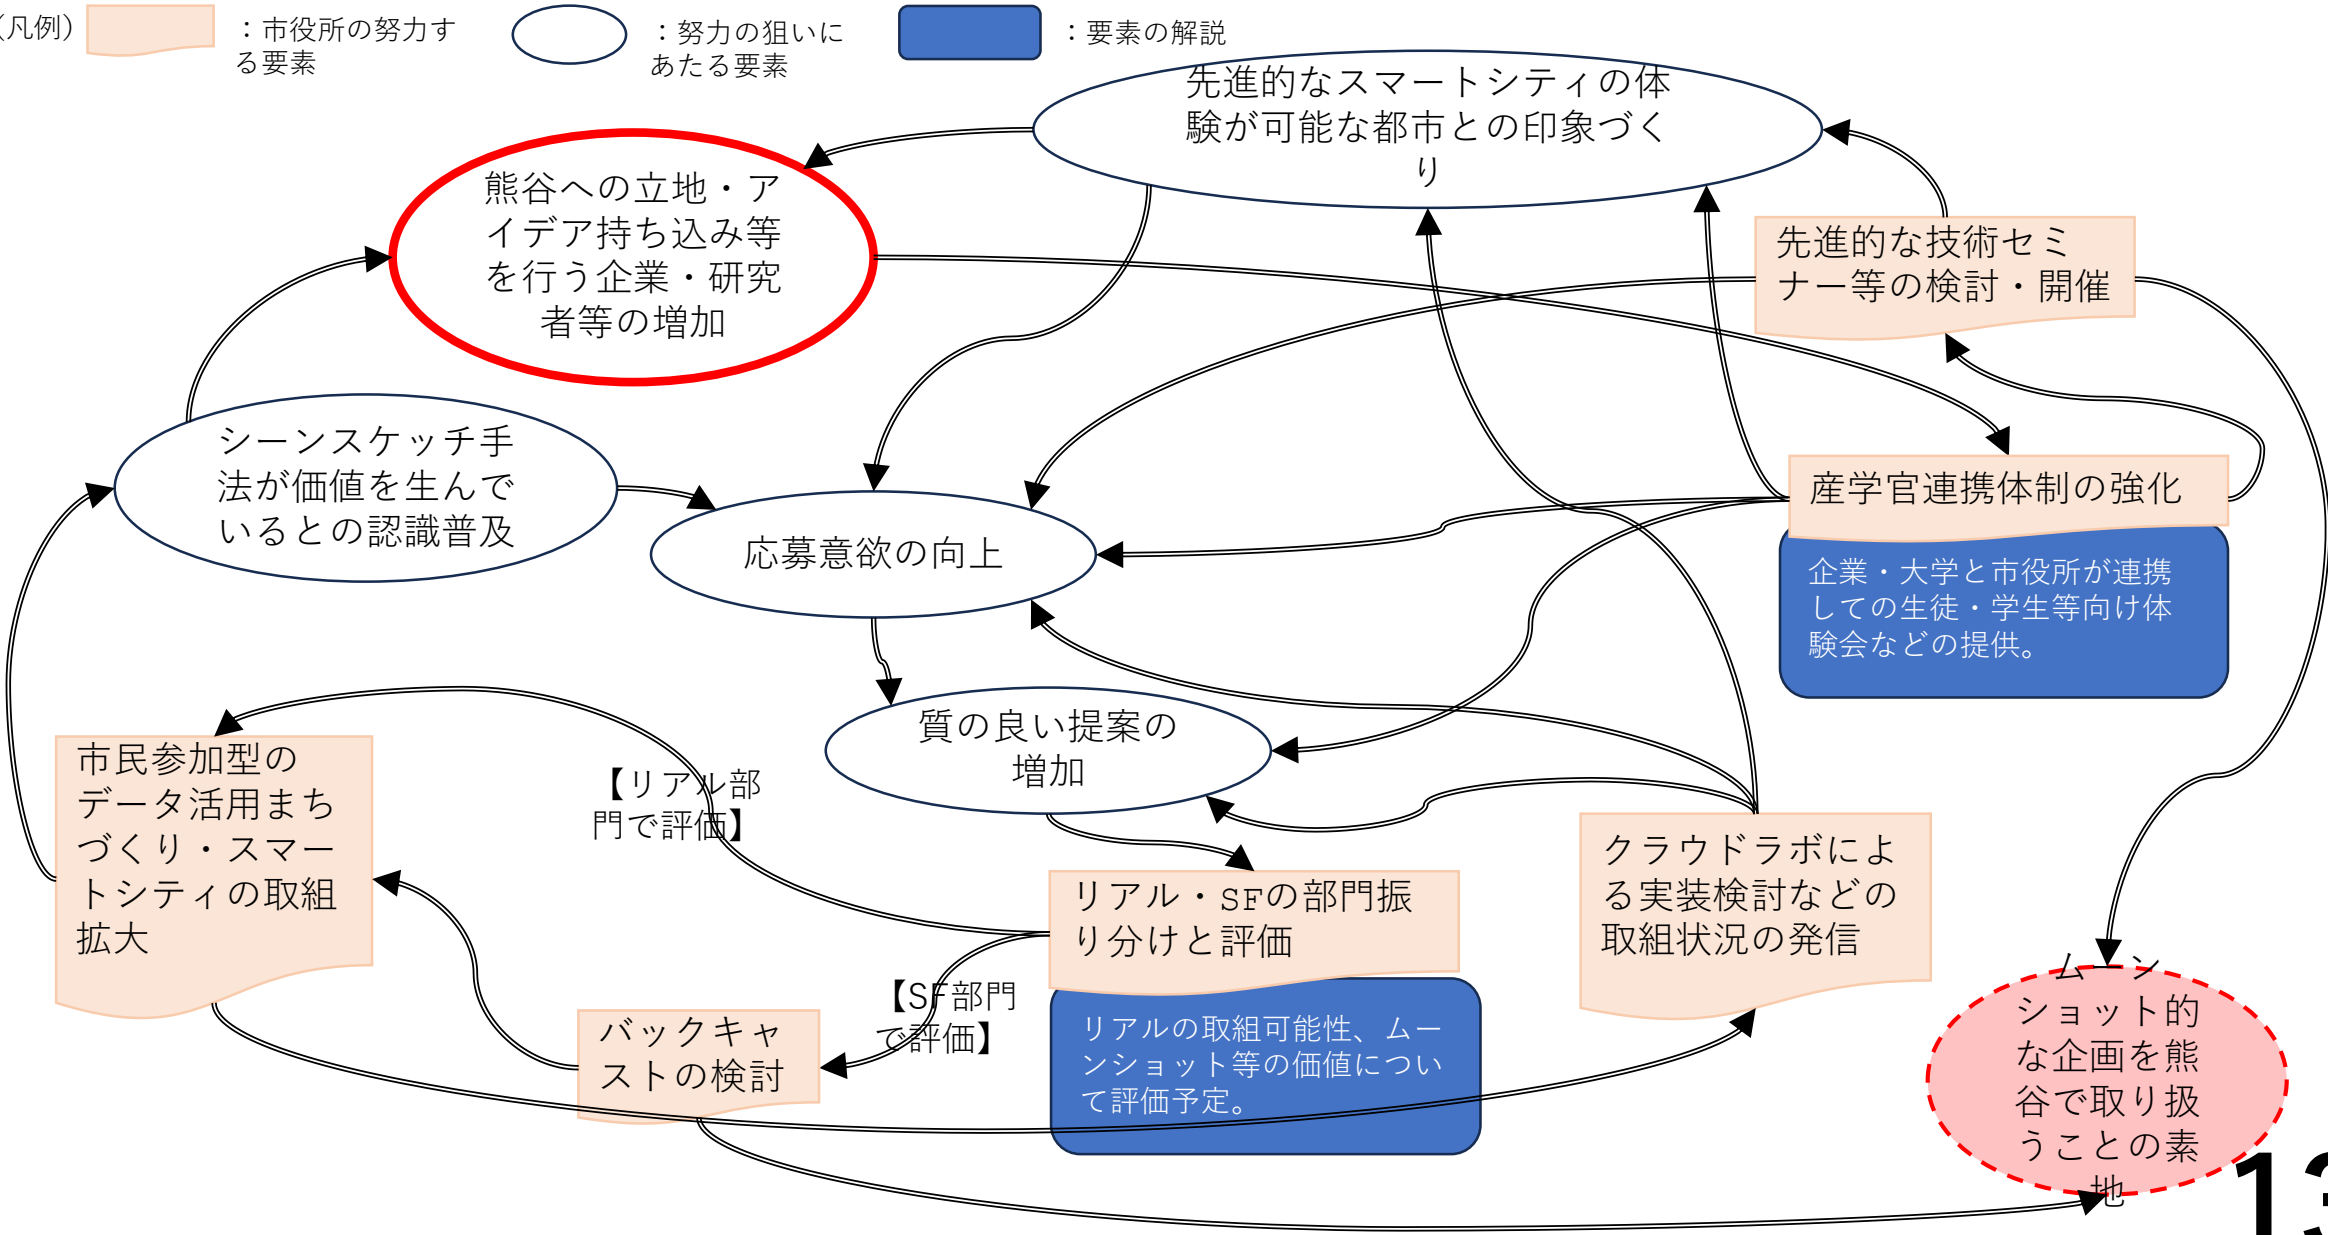 (凡例)
：市役所の努力す
る要素
：努力の狙いに
あたる要素
：要素の解説
先進的なスマートシティの体
験が可能な都市との印象づく
り
熊谷への立地・ア
イデア持ち込み等
を行う企業・研究
者等の増加
先進的な技術セミ
ナー等の検討・開催
シーンスケッチ手
法が価値を生んで
いるとの認識普及
応募意欲の向上
産学官連携体制の強化
企業・大学と市役所が連携
しての生徒・学生等向け体
験会などの提供。
質の良い提案の
増加
市民参加型の
データ活用まち
づくり・スマー
トシティの取組
拡大
【リアル部
門で評価】
リアル・SFの部門振
り分けと評価
クラウドラボによ
る実装検討などの
取組状況の発信
【SF部門
で評価】
リアルの取組可能性、ムー
ンショット等の価値につい
て評価予定。
バックキャ
ストの検討
ムーン
ショット的
な企画を熊
谷で取り扱
うことの素
地
13